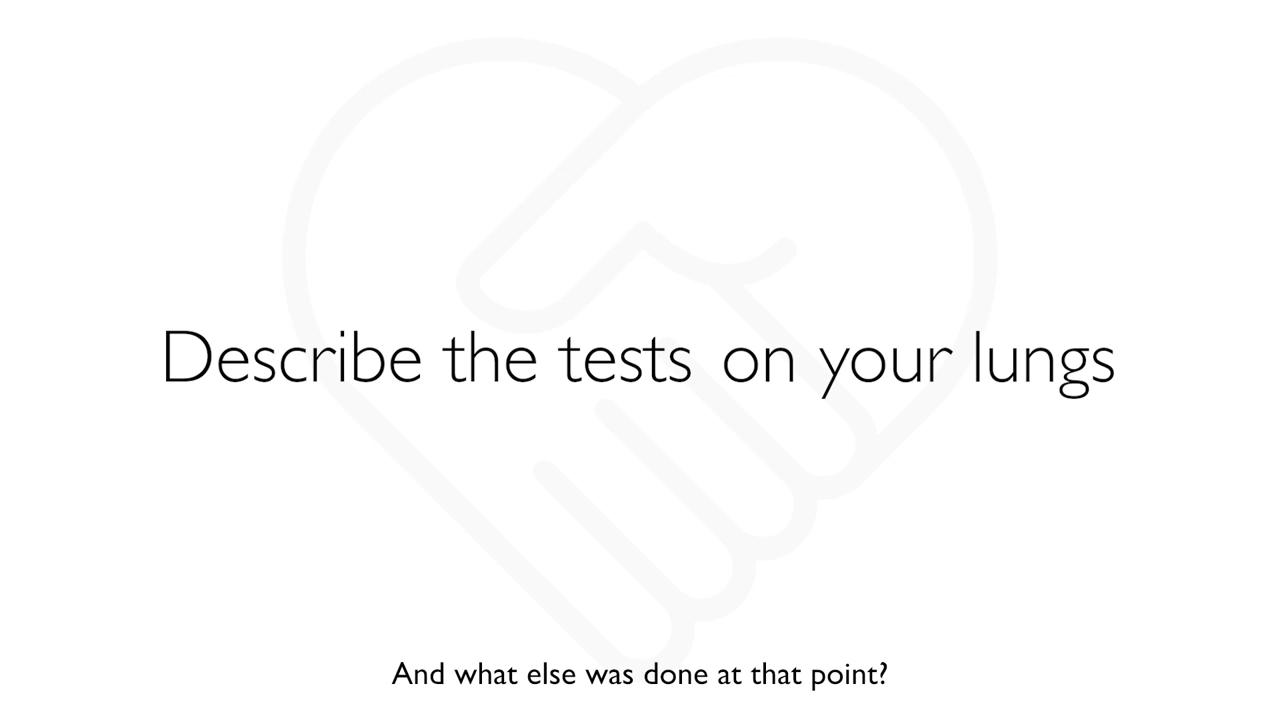 Describe the tests on your lungs
And what else was done at that point?